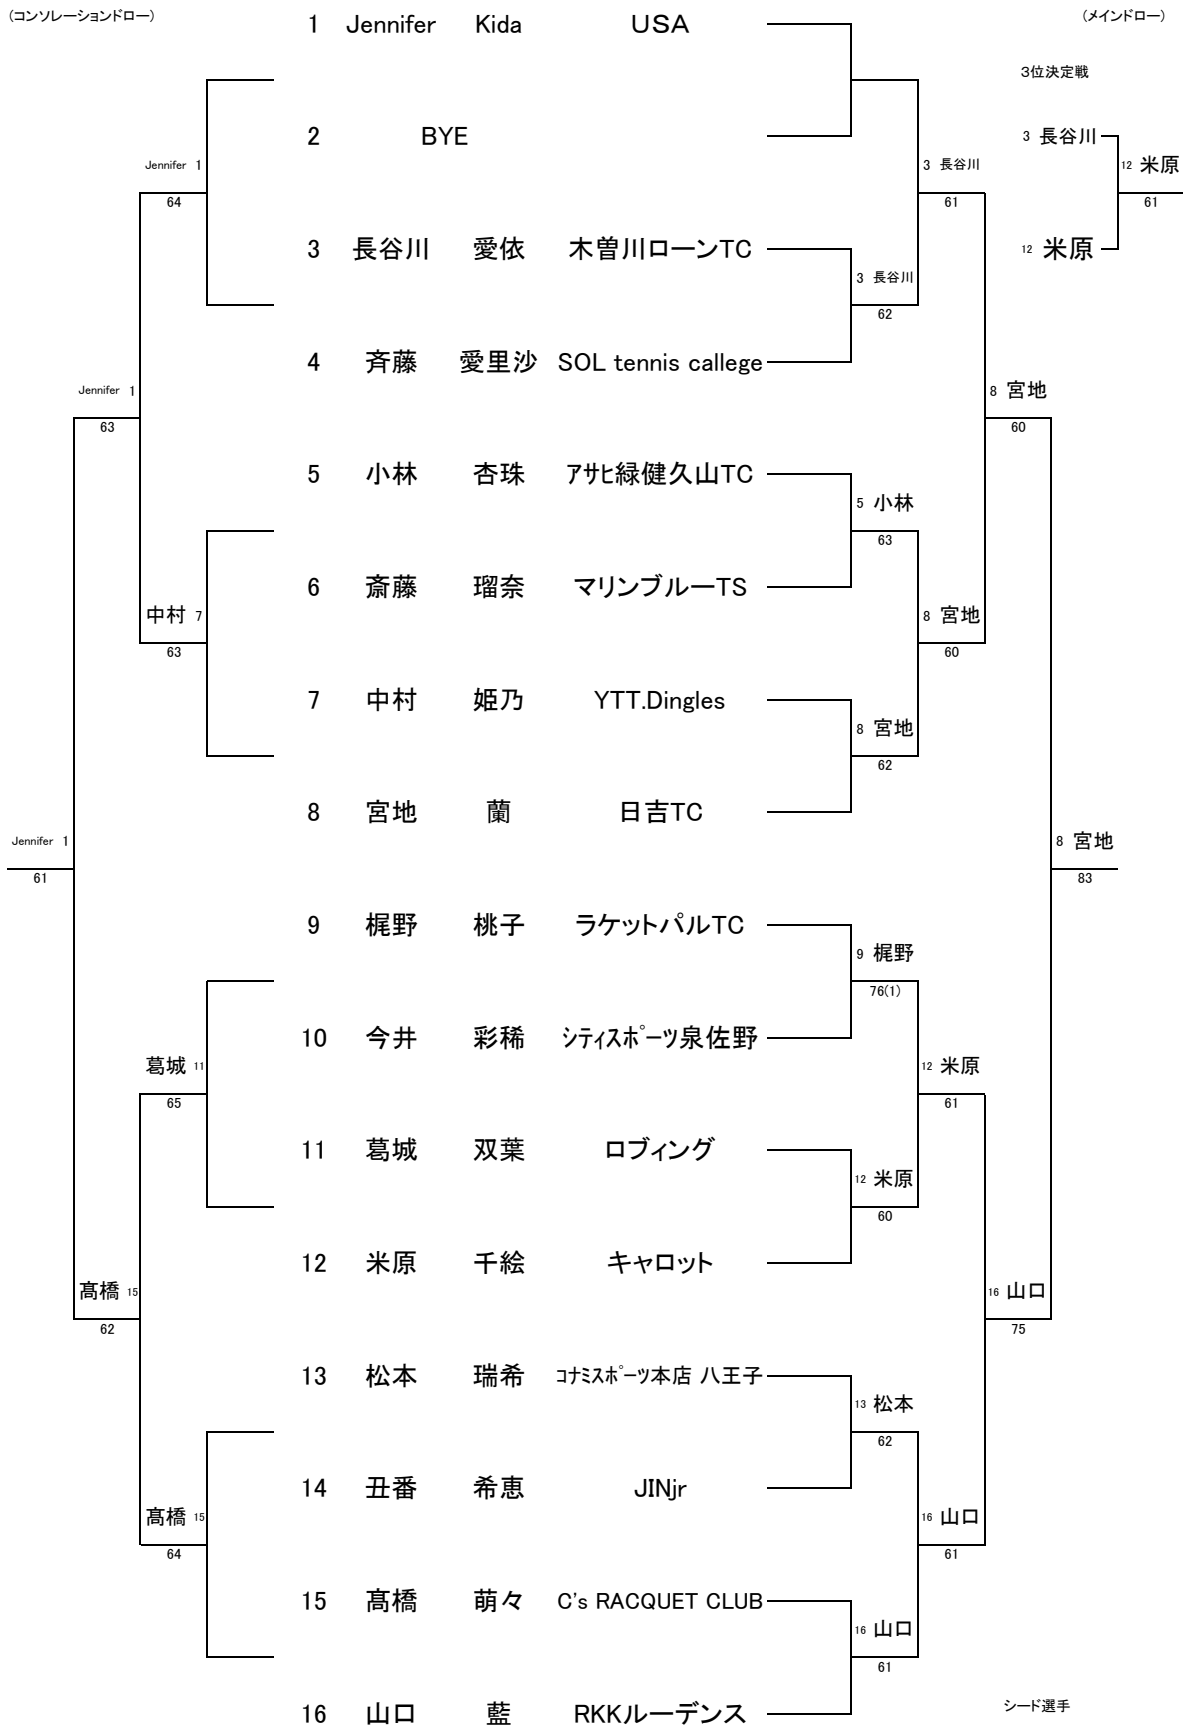 (コンソレーションドロー)
1 Jennifer Kida USA
(メインドロー)
3位決定戦
2 BYE
3 長谷川
Jennifer 1
3 長谷川
12 米原
64
61
61
3 長谷川 愛依 木曽川ローンTC
12 米原
3 長谷川
62
4 斉藤 愛里沙 SOL tennis callege
Jennifer 1
8 宮地
63
60
5 小林 杏珠 アサヒ緑健久山TC
5 小林
63
6 斎藤 瑠奈 マリンブルーTS
中村 7
8 宮地
63
60
7 中村 姫乃 YTT.Dingles
8 宮地
62
8 宮地 蘭 日吉TC
Jennifer 1
8 宮地
61
83
9 梶野 桃子 ラケットパルTC
9 梶野
76(1)
10 今井 彩稀 シティスポーツ泉佐野
葛城 11
12 米原
65
61
11 葛城 双葉 ロブィング
12 米原
60
12 米原 千絵 キャロット
髙橋 15
16 山口
62
75
13 松本 瑞希 コナミスポーツ本店 八王子
13 松本
62
14 丑番 希恵 JINjr
髙橋 15
16 山口
64
61
15 髙橋 萌々 C's RACQUET CLUB
16 山口
61
シード選手
16 山口 藍 RKKルーデンス